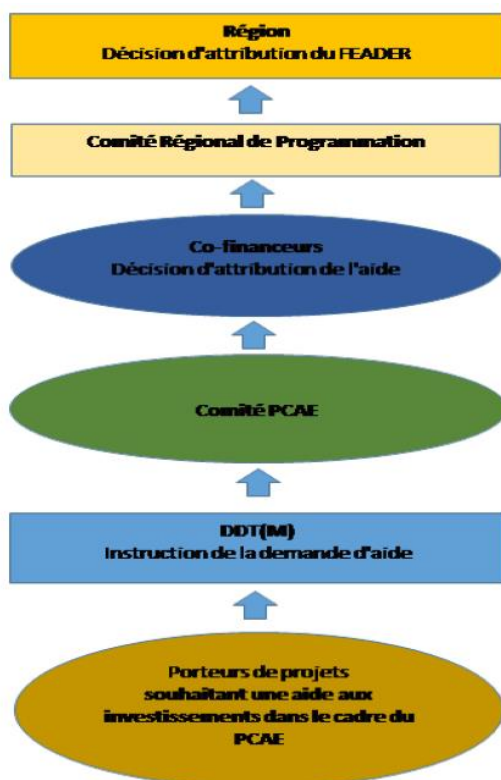 Région
Décision d'attribution du FEADER
Comité Régional de Programmation
Co-financeurs
Décision d'attribution de l'aide
Comité PCAE
DDT(M)
Instruction de la demande d'aide
Porteurs de projets
souhaitant une aide aux
investissements dans le cadre du
PCAE